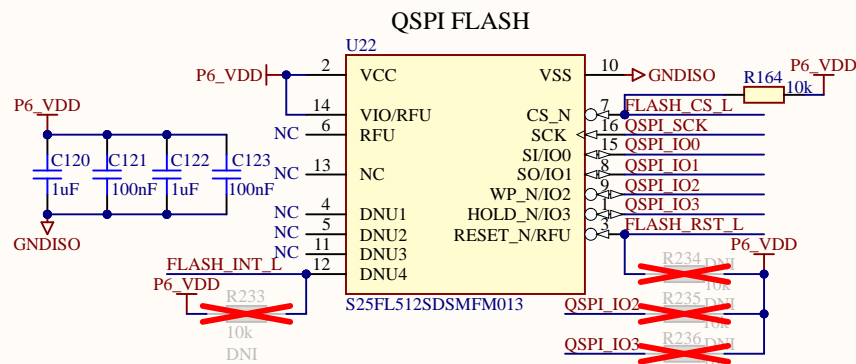 QSPI FLASH
U22
P6_VDD
2
VCC
VSS
10
GNDISO
R164
10k
P6_VDD
14
VIO/RFU
CS_N
7
FLASH_CS_L
NC
6
RFU
SCK
16
QSPI_SCK
SI/IO0
15
QSPI_IO0
NC
13
NC
SO/IO1
8
QSPI_IO1
WP_N/IO2
9
QSPI_IO2
NC
4
DNU1
HOLD_N/IO3
1
QSPI_IO3
NC
5
DNU2
RESET_N/RFU
3
FLASH_RST_L
NC
11
DNU3
FLASH_INT_L
12
DNU4
S25FL512SDSMFM013
P6_VDD
C120
1uF
C121
100nF
C122
1uF
C123
100nF
GNDISO
P6_VDD
R233
10k
DNI
P6_VDD
R234
DNI
10k
QSPI_IO2
R235
DNI
10k
QSPI_IO3
R236
DNI
10k